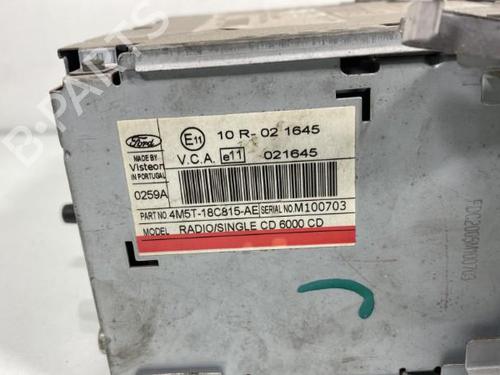 Ford
E11 10 R- 02 1645
MADE BY
Visteon
IN PORTUGAL
V.C.A. e11 021645
0259A
PART NO. 4M5T-18C815-AE SERIAL NO. M100703
MODEL RADIO/SINGLE CD 6000 CD
B-PARTS